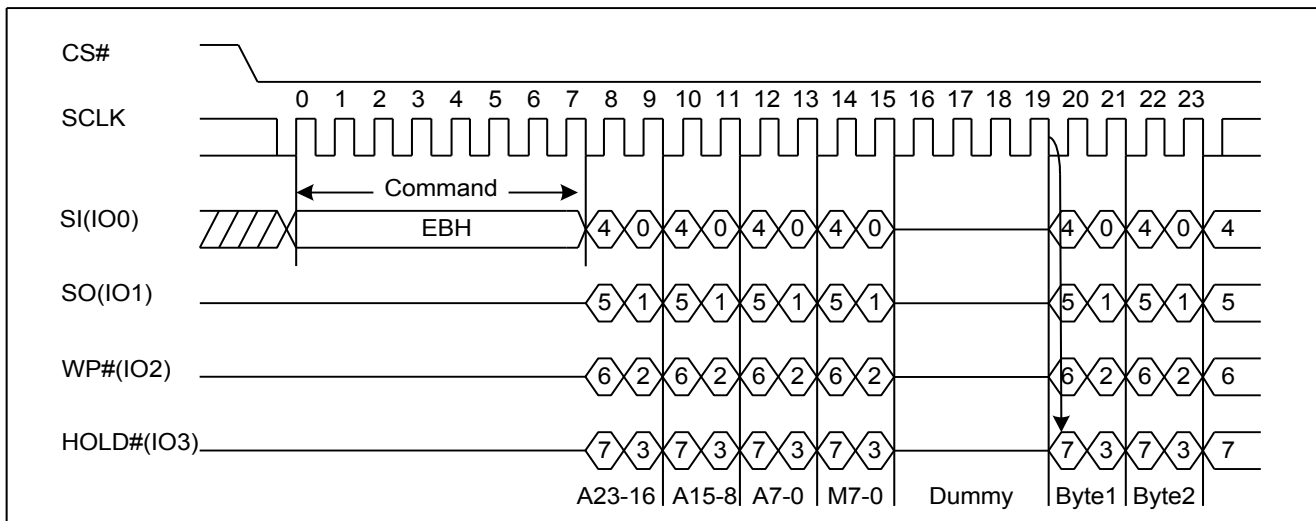 CS#
0 1 2 3 4 5 6 7 8 9 10 11 12 13 14 15 16 17 18 19 20 21 22 23
SCLK
Command
SI(IO0) EBH 4 0 4 0 4 0 4 0 4 0 4 0 4
SO(IO1) 5 1 5 1 5 1 5 1 5 1 5 1 5
WP#(IO2) 6 2 6 2 6 2 6 2 6 2 6 2 6
HOLD#(IO3) 7 3 7 3 7 3 7 3 7 3 7 3 7
A23-16 A15-8 A7-0 M7-0 Dummy Byte1 Byte2